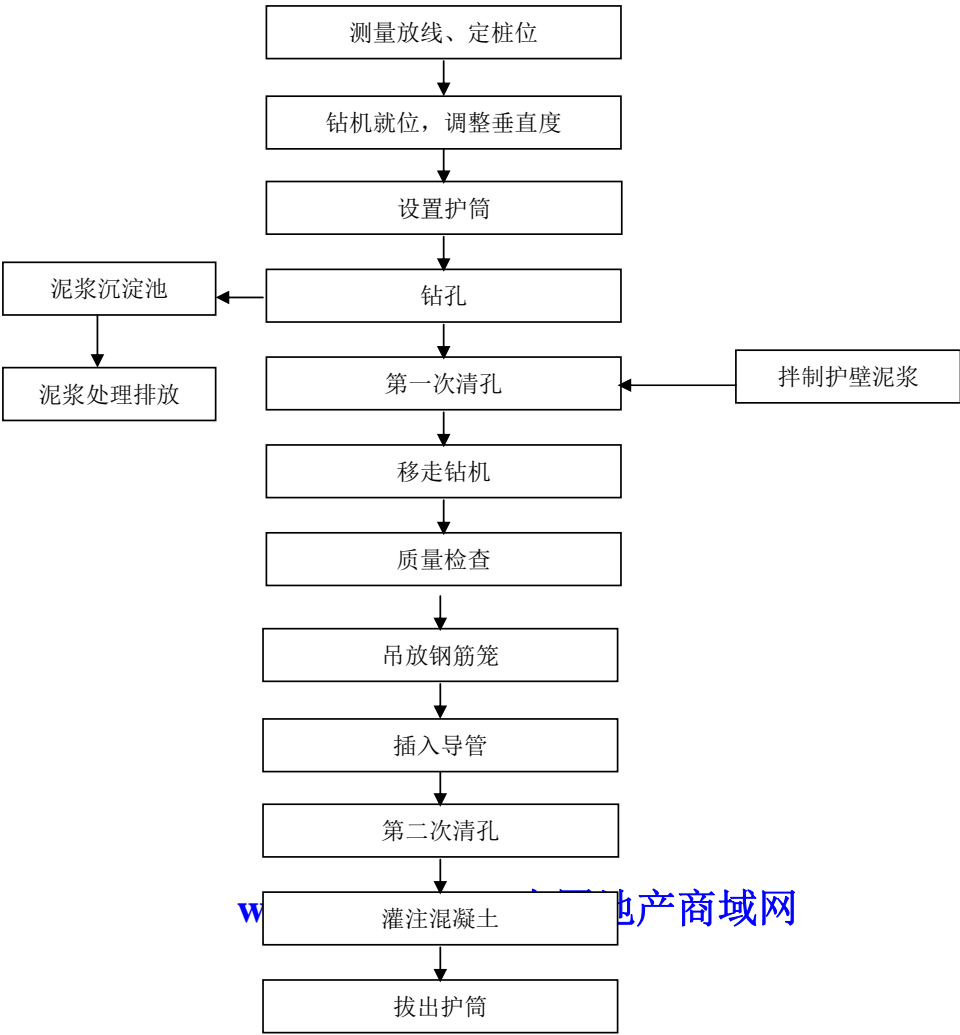 测量放线、定桩位
钻机就位，调整垂直度
设置护筒
泥浆沉淀池
钻孔
泥浆处理排放
第一次清孔
拌制护壁泥浆
移走钻机
质量检查
吊放钢筋笼
插入导管
第二次清孔
灌注混凝土
产商域网
拔出护筒